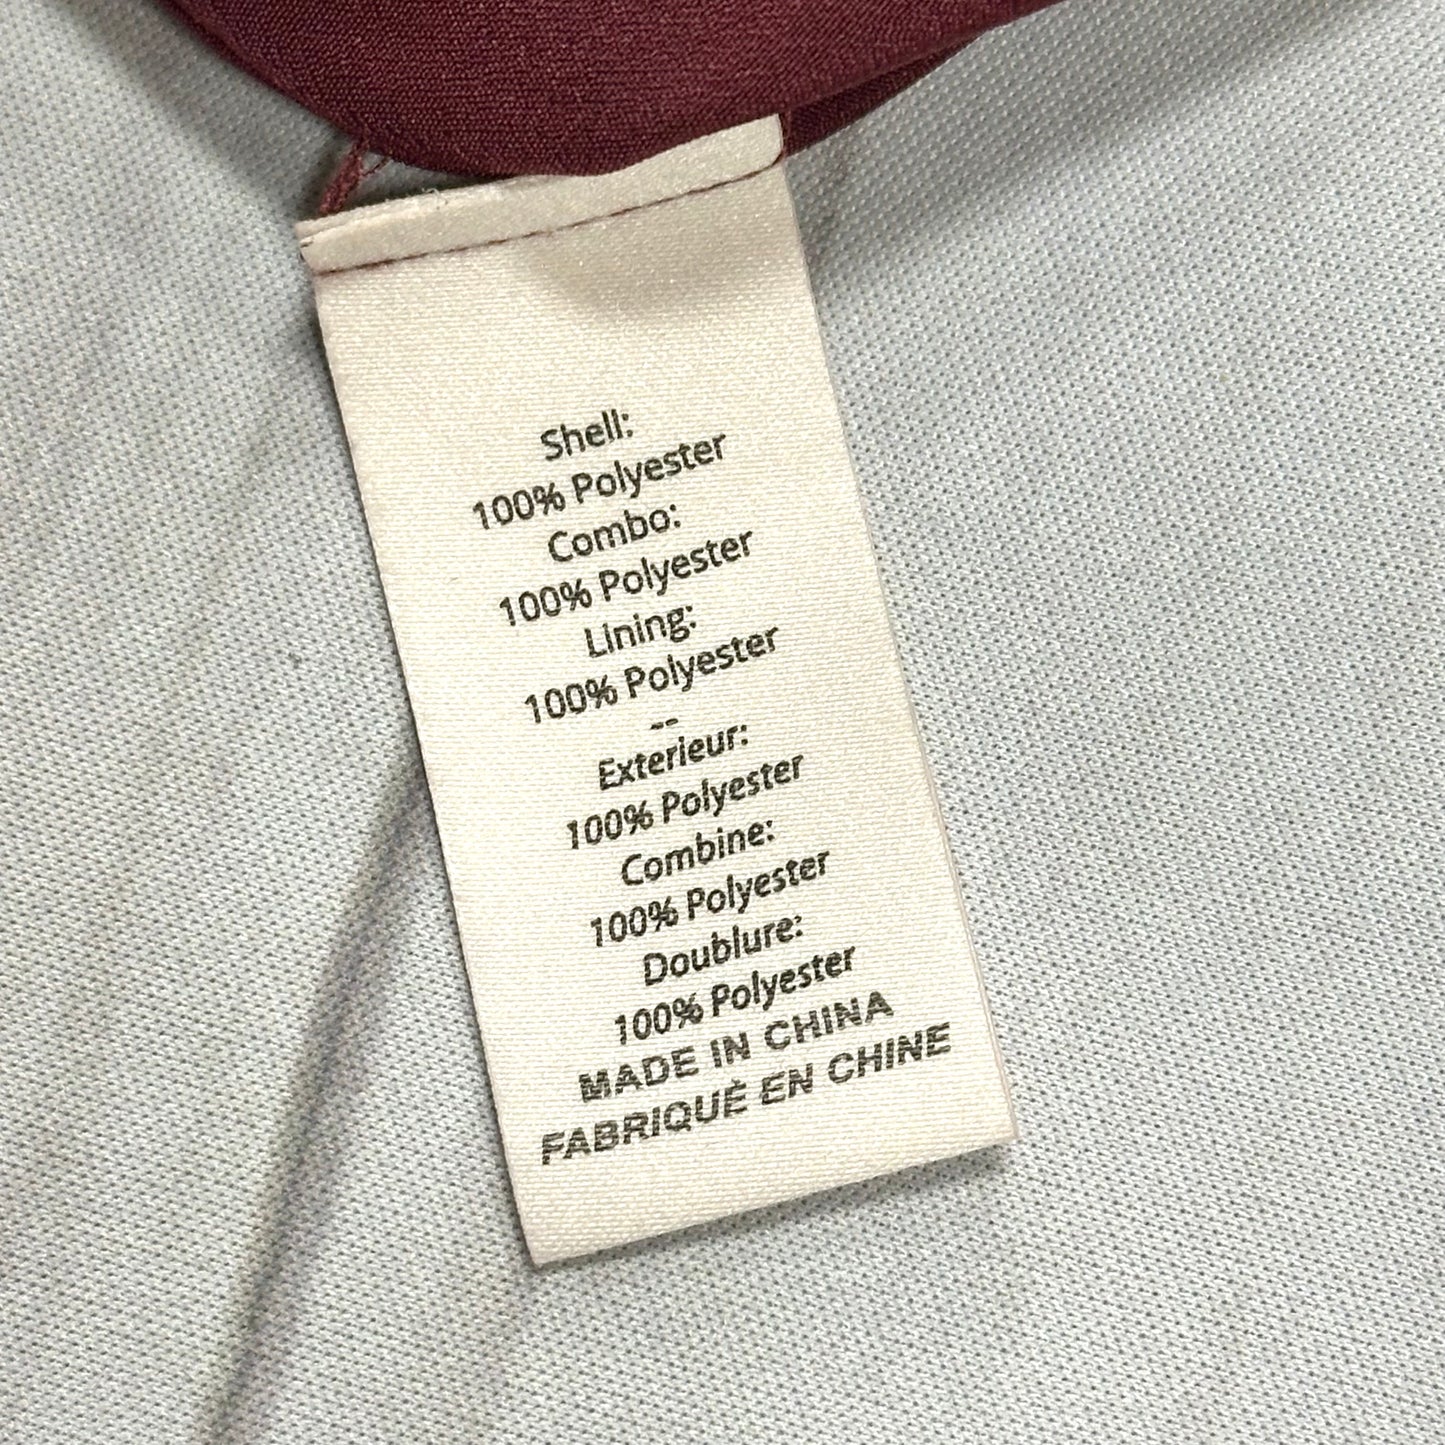 Shell:
100% Polyester
Combo:
100% Polyester
Lining:
100% Polyester
--
Exterieur:
100% Polyester
Combine:
100% Polyester
Doublure:
100% Polyester
MADE IN CHINA
FABRIQUÉ EN CHINE